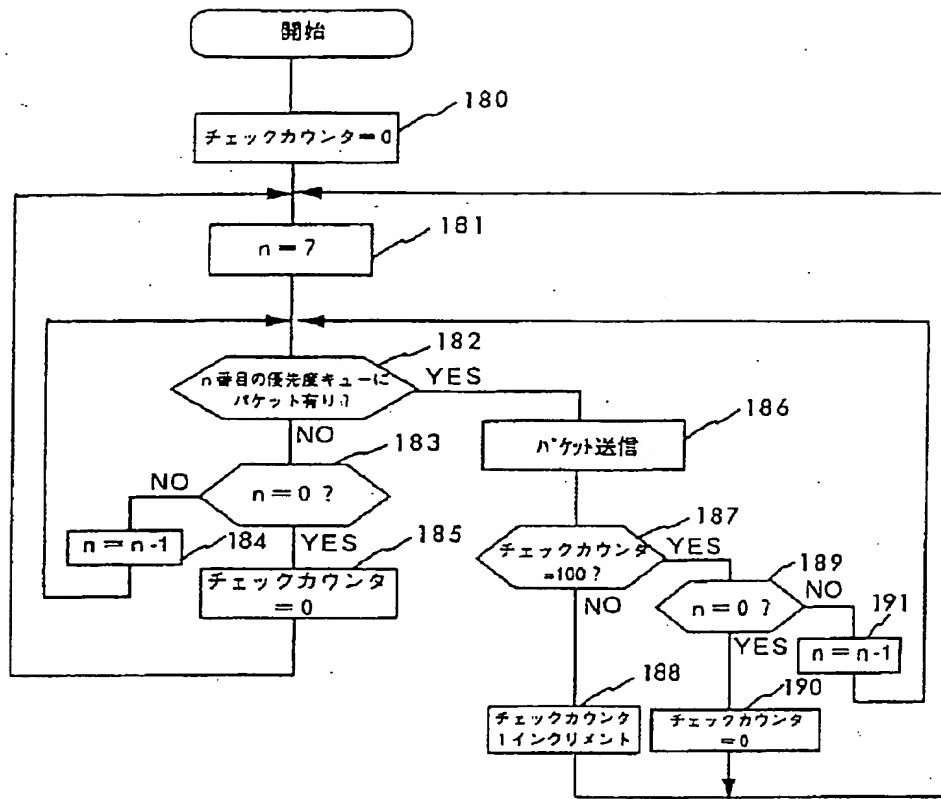 開始
180
チェックカウンタ=0
181
n=7
182
n番目の優先度キューに
パケット有り?
YES
NO
183
n=0?
NO
YES
184
n=n-1
185
チェックカウンタ
=0
186
パケット送信
187
チェックカウンタ
=100?
YES
NO
189
n=0?
NO
YES
191
n=n-1
188
チェックカウンタ
1インクリメント
190
チェックカウンタ
=0